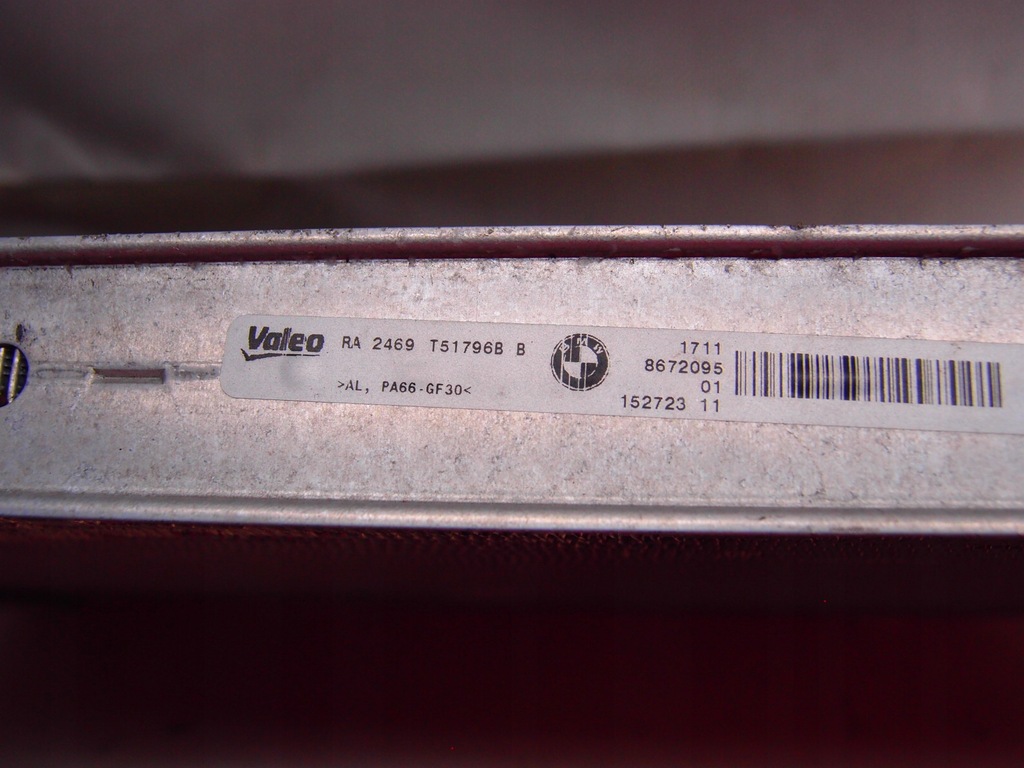 Valeo RA 2469 T51796B B
>AL, PA66-GF30<
BMW
1711
8672095
01
152723 11